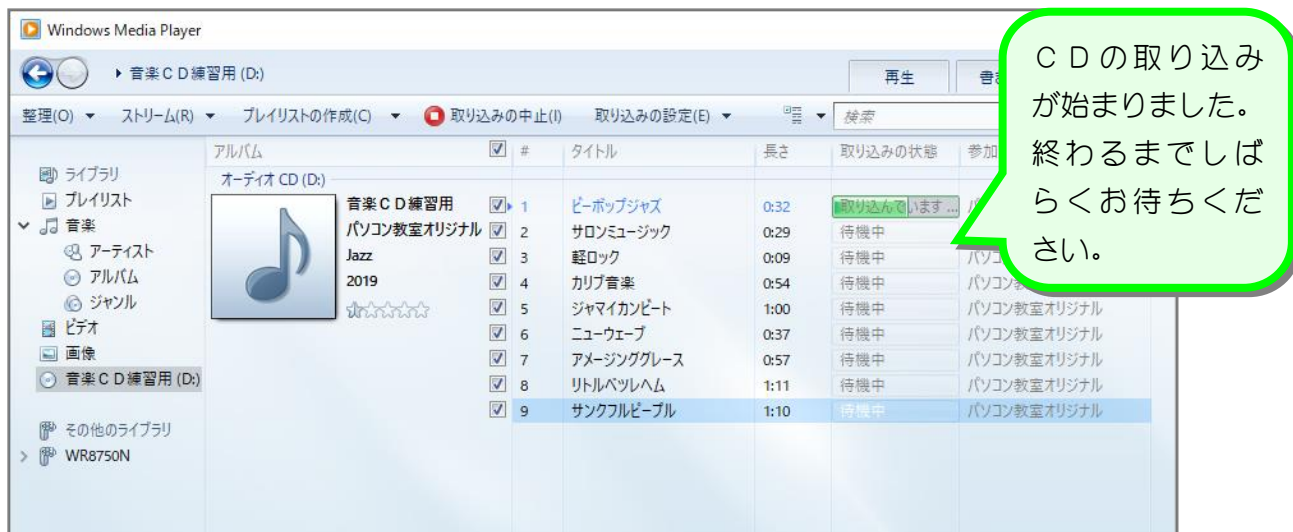 Windows Media Player
音楽ＣＤ練習用 (D:)
再生
整理(O) ストリーム(R) プレイリストの作成(C) 取り込みの中止(I) 取り込みの設定(E) 検索
アルバム # タイトル 長さ 取り込みの状態 参加
オーディオ CD (D:)
ライブラリ
プレイリスト
音楽
アーティスト
アルバム
ジャンル
ビデオ
画像
音楽ＣＤ練習用 (D:)
その他のライブラリ
WR8750N
音楽ＣＤ練習用
パソコン教室オリジナル
Jazz
2019
1 ビーボップジャズ 0:32 取り込んでいます ...
2 サロンミュージック 0:29 待機中
3 軽ロック 0:09 待機中
4 カリブ音楽 0:54 待機中
5 ジャマイカンビート 1:00 待機中 パソコン教室オリジナル
6 ニューウェーブ 0:37 待機中 パソコン教室オリジナル
7 アメージンググレース 0:57 待機中 パソコン教室オリジナル
8 リトルベツレヘム 1:11 待機中 パソコン教室オリジナル
9 サンクフルピープル 1:10 待機中 パソコン教室オリジナル
ＣＤの取り込み
が始まりました。
終わるまでしば
らくお待ちくだ
さい。